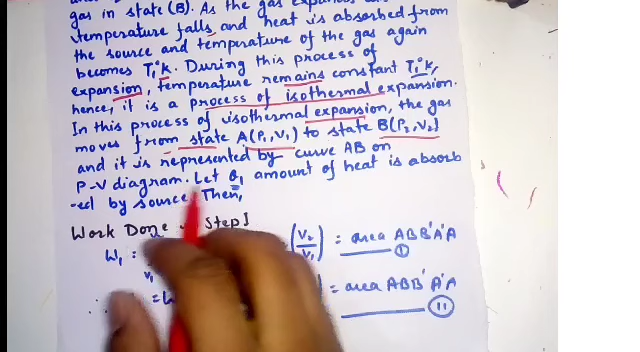 gas in state (B). As the gas expands
temperature falls, and heat is absorbed from
the source and temperature of the gas again
becomes T₁°k. During this process of
expansion, temperature remains constant T₁°k,
hence, it is a process of isothermal expansion.
In this process of isothermal expansion, the gas
moves from state A(P₁,V₁) to state B(P₂,V₂)
and it is represented by curve AB on
P-V diagram. Let Q₁ amount of heat is absorb
-ed by source. Then,
Work Done Step I
W₁ = V₁ (V₂/V₁) = area ABB'A'A ①
∴ = area ABB'A'A ⑪